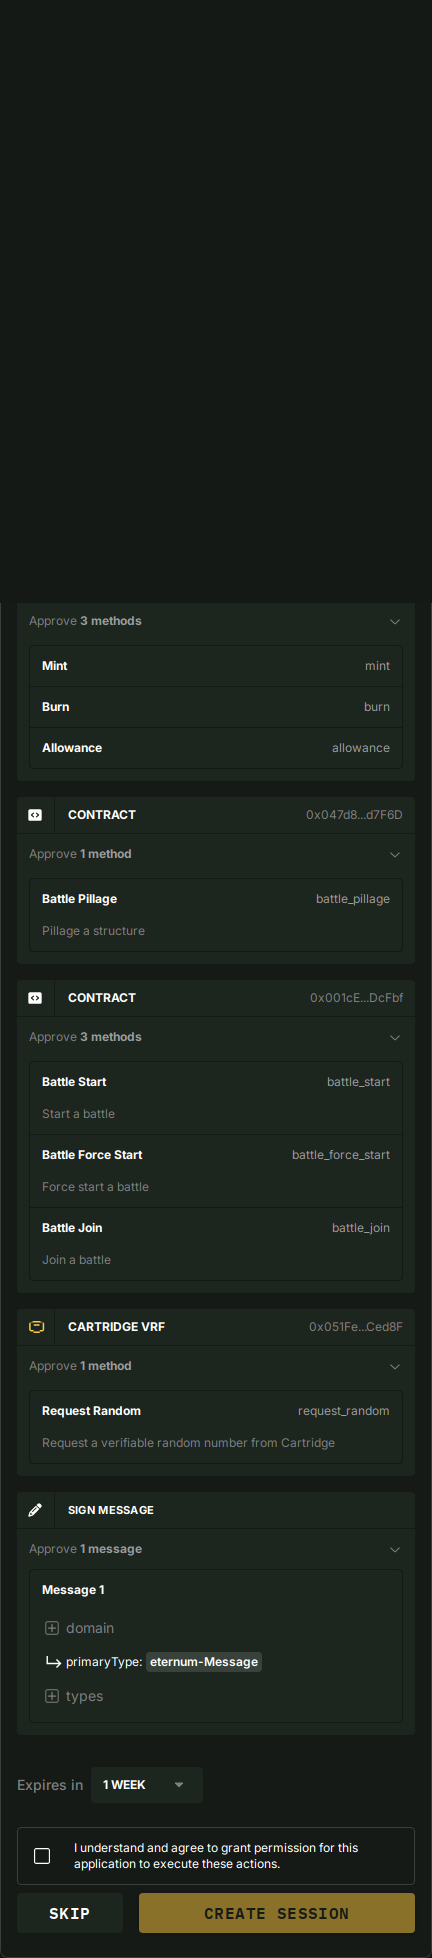 Approve 3 methods
Mint mint
Burn burn
Allowance allowance
CONTRACT 0x047d8...d7F6D
Approve 1 method
Battle Pillage battle_pillage
Pillage a structure
CONTRACT 0x001cE...DcFbf
Approve 3 methods
Battle Start battle_start
Start a battle
Battle Force Start battle_force_start
Force start a battle
Battle Join battle_join
Join a battle
CARTRIDGE VRF 0x051Fe...Ced8F
Approve 1 method
Request Random request_random
Request a verifiable random number from Cartridge
SIGN MESSAGE
Approve 1 message
Message 1
domain
primaryType: eternum-Message
types
Expires in 1 WEEK
I understand and agree to grant permission for this
application to execute these actions.
SKIP CREATE SESSION